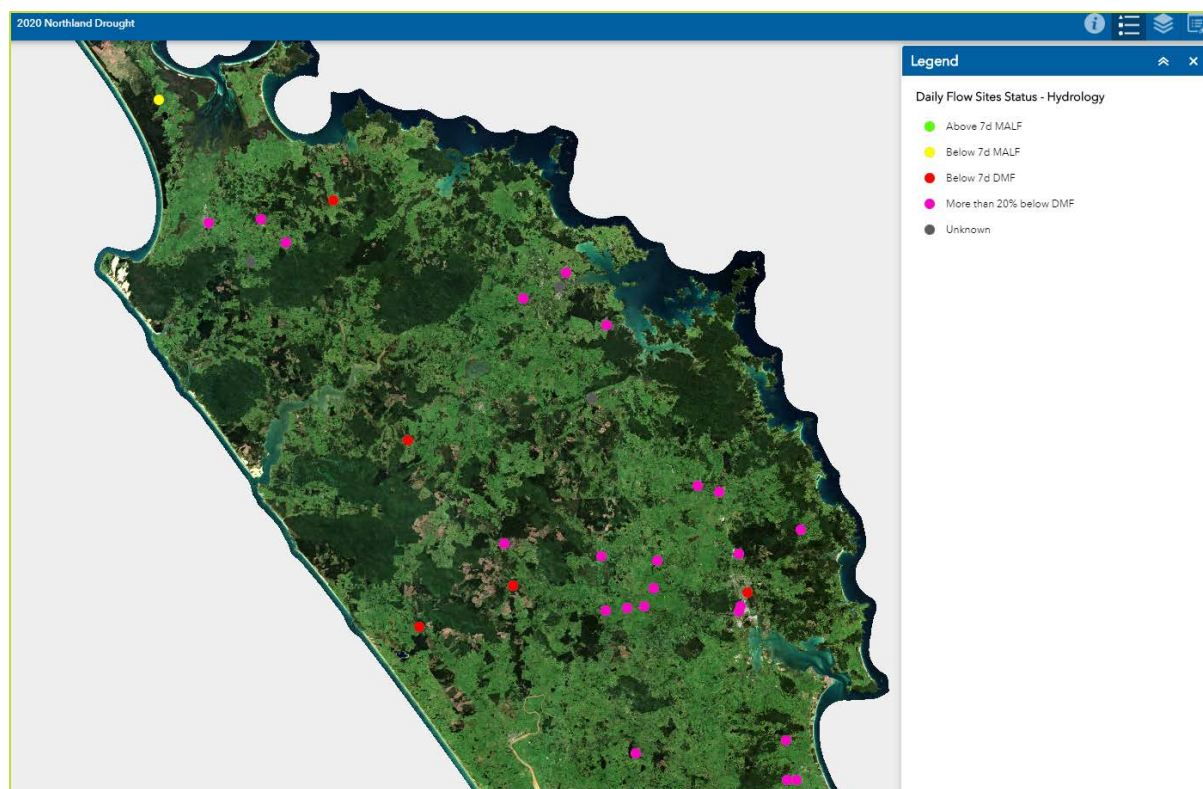 2020 Northland Drought
Legend
Daily Flow Sites Status - Hydrology
Above 7d MALF
Below 7d MALF
Below 7d DMF
More than 20% below DMF
Unknown